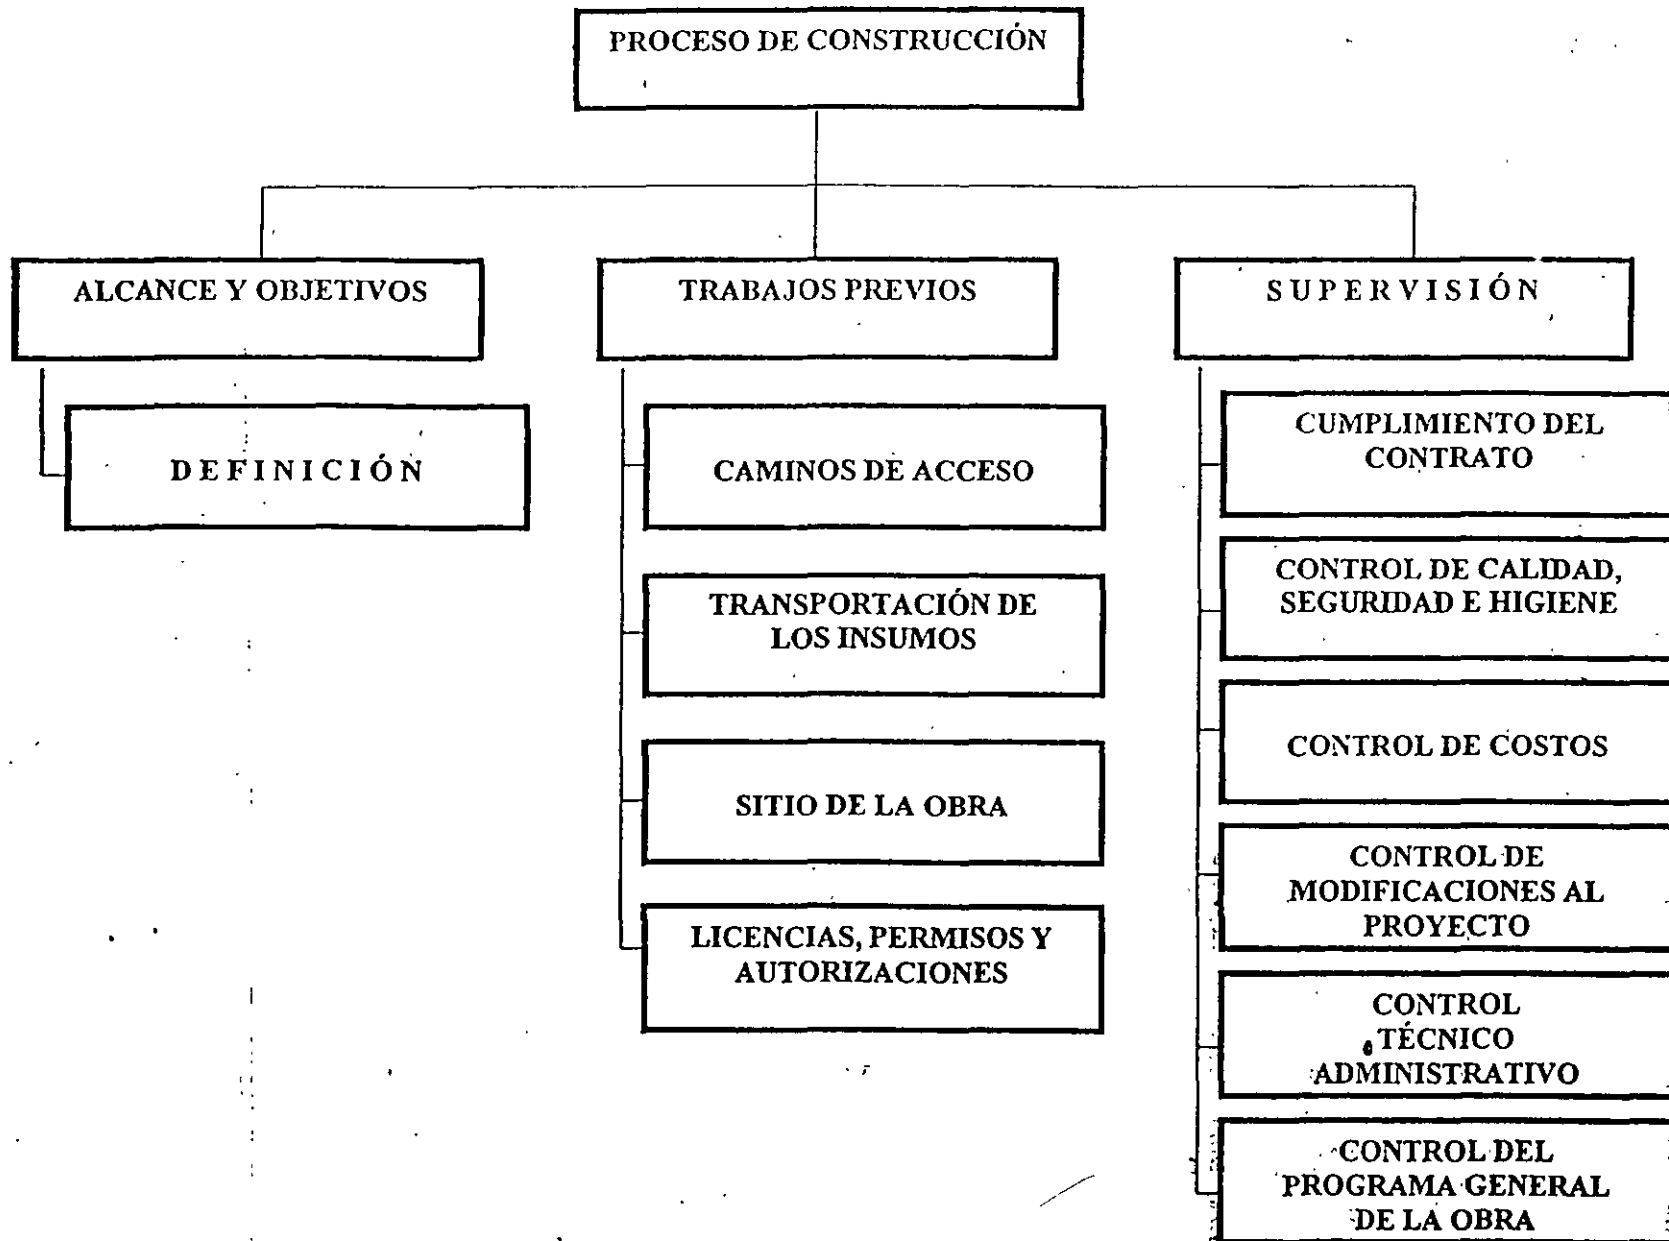 PROCESO DE CONSTRUCCIÓN
ALCANCE Y OBJETIVOS
DEFINICIÓN
TRABAJOS PREVIOS
CAMINOS DE ACCESO
TRANSPORTACIÓN DE
LOS INSUMOS
SITIO DE LA OBRA
LICENCIAS, PERMISOS Y
AUTORIZACIONES
SUPERVISIÓN
CUMPLIMIENTO DEL
CONTRATO
CONTROL DE CALIDAD,
SEGURIDAD E HIGIENE
CONTROL DE COSTOS
CONTROL DE
MODIFICACIONES AL
PROYECTO
CONTROL
TÉCNICO
ADMINISTRATIVO
CONTROL DEL
PROGRAMA GENERAL
DE LA OBRA